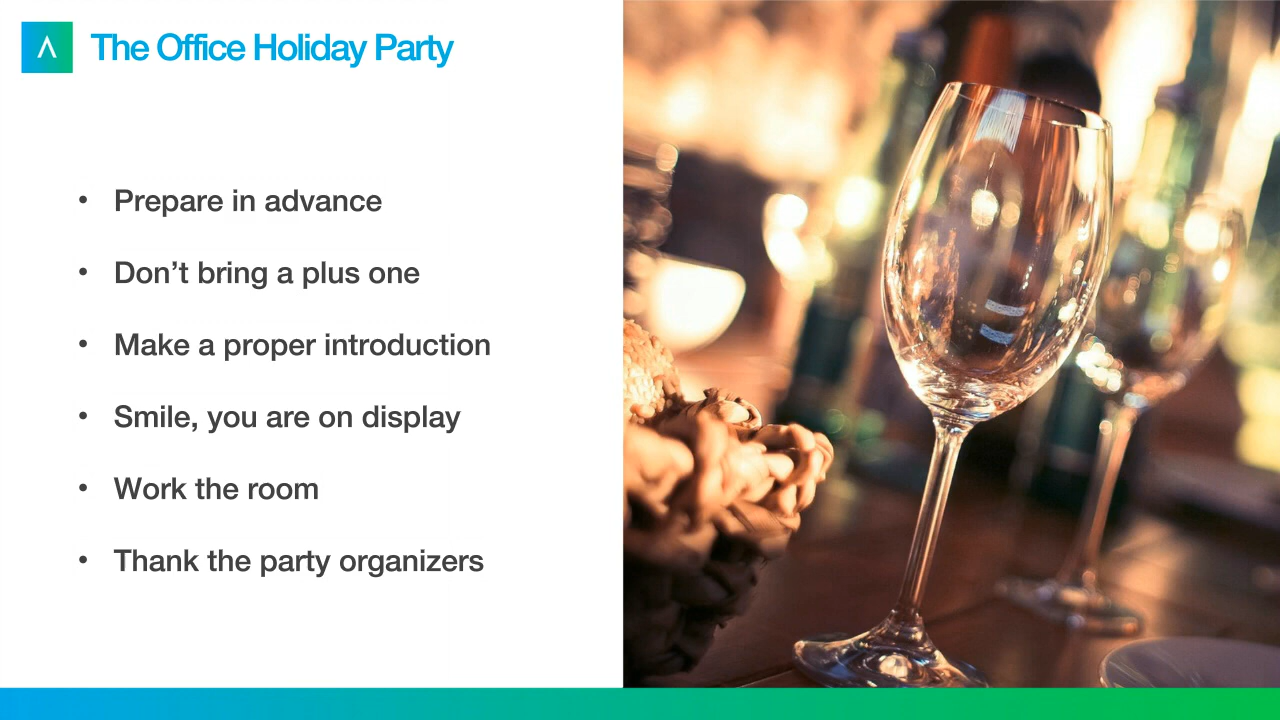 The Office Holiday Party
• Prepare in advance
• Don’t bring a plus one
• Make a proper introduction
• Smile, you are on display
• Work the room
• Thank the party organizers